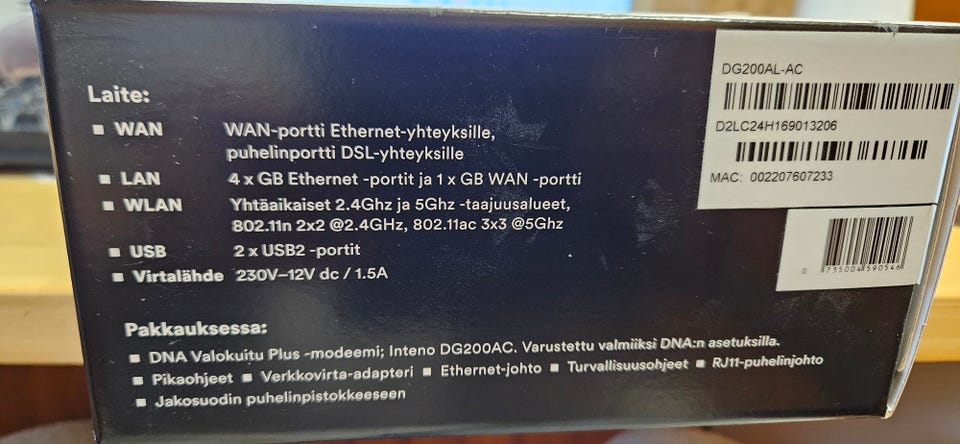 Laite:
■ WAN WAN-portti Ethernet-yhteyksille,
puhelinportti DSL-yhteyksille
■ LAN 4 x GB Ethernet -portit ja 1 x GB WAN -portti
■ WLAN Yhtäaikaiset 2.4Ghz ja 5Ghz -taajuusalueet,
802.11n 2x2 @2.4GHz, 802.11ac 3x3 @5Ghz
■ USB 2 x USB2 -portit
■ Virtalähde 230V–12V dc / 1.5A
Pakkauksessa:
■ DNA Valokuitu Plus -modeemi; Inteno DG200AC. Varustettu valmiiksi DNA:n asetuksilla.
■ Pikaohjeet ■ Verkkovirta-adapteri ■ Ethernet-johto ■ Turvallisuusohjeet ■ RJ11-puhelinjohto
■ Jakosuodin puhelinpistokkeeseen
DG200AL-AC
D2LC24H169013206
MAC: 002207607233
0 735004 590546